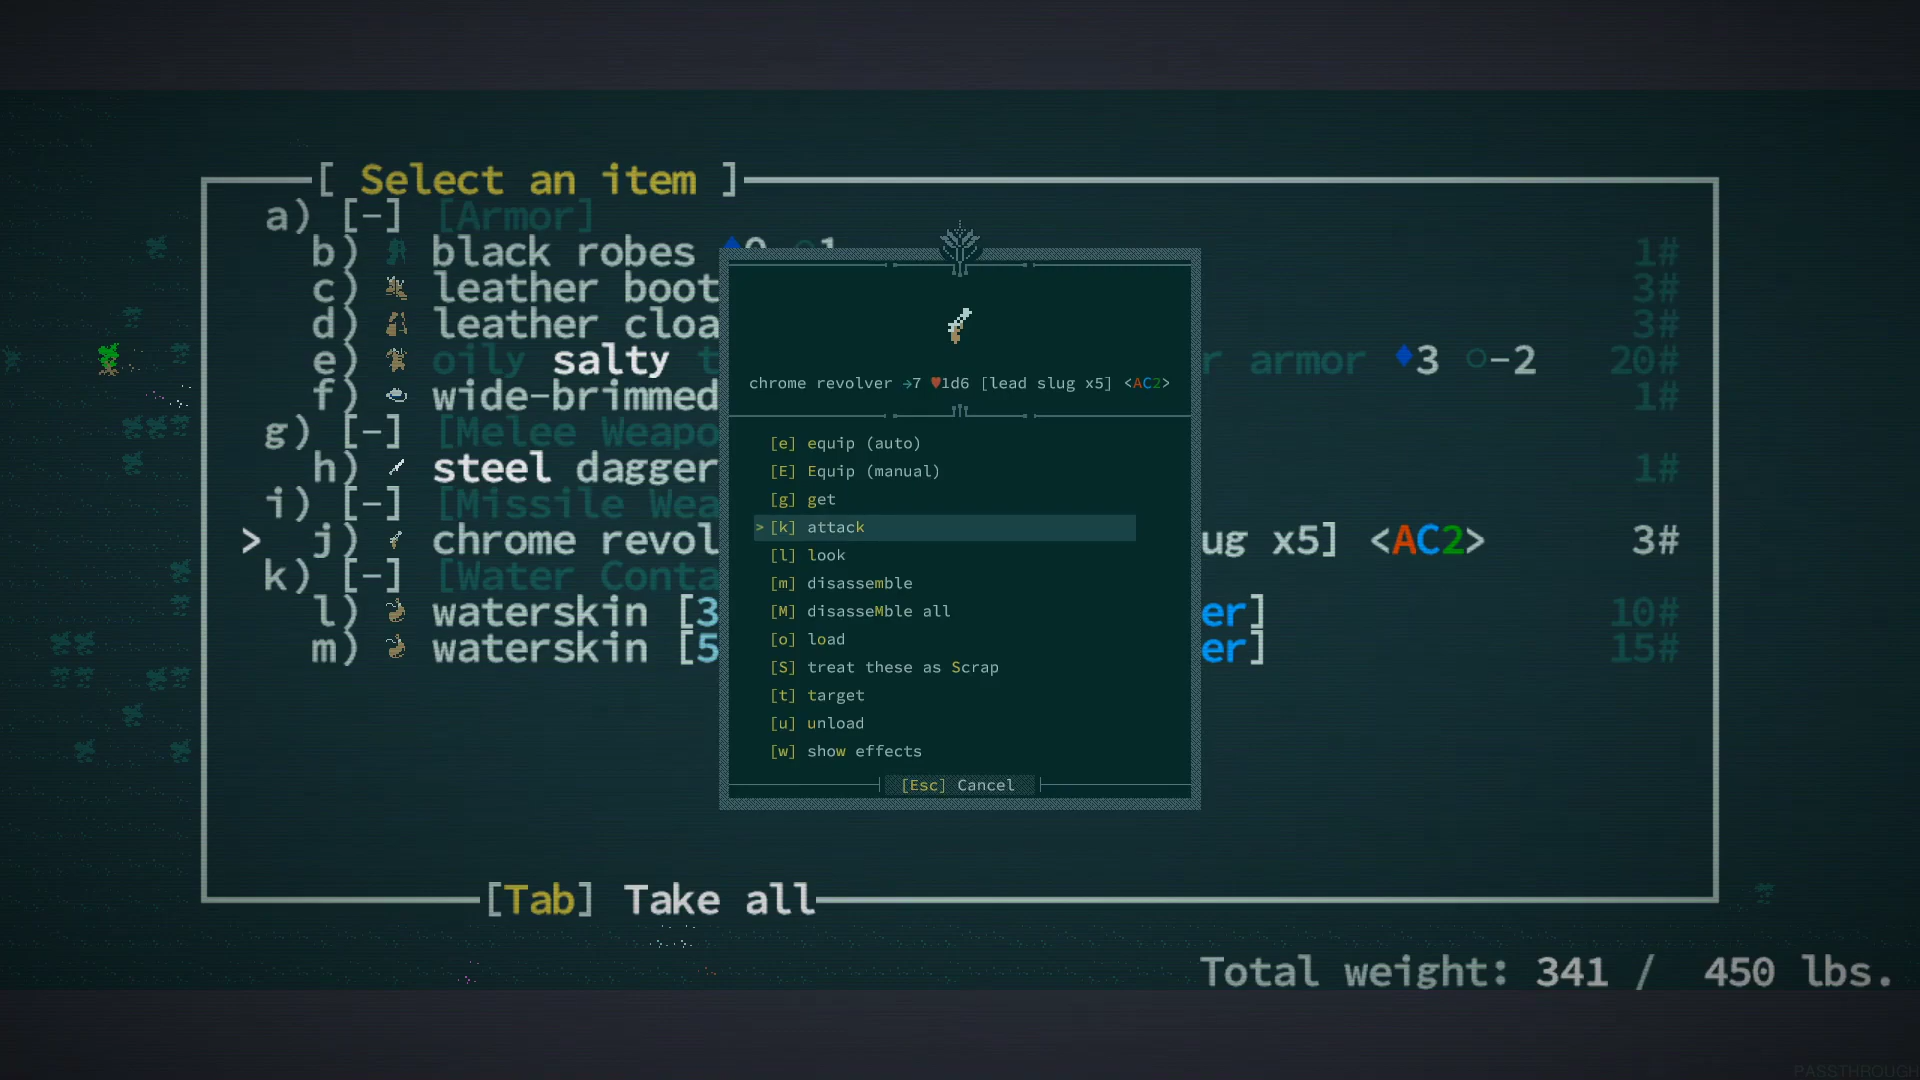 [ Select an item ]
a) [-] [Armor]
b) black robes ♦0 ○1 1#
c) leather boot 3#
d) leather cloa 3#
e) oily salty t r armor ♦3 ○-2 20#
f) wide-brimmed 1#
g) [-] [Melee Weapo
h) steel dagger 1#
i) [-] [Missile Wea
> j) chrome revol ug x5] <AC2> 3#
k) [-] [Water Conta
l) waterskin [3 er] 10#
m) waterskin [5 er] 15#
[Tab] Take all
Total weight: 341 / 450 lbs.
chrome revolver →7 ♥1d6 [lead slug x5] <AC2>
[e] equip (auto)
[E] Equip (manual)
[g] get
> [k] attack
[l] look
[m] disassemble
[M] disasseMble all
[o] load
[S] treat these as Scrap
[t] target
[u] unload
[w] show effects
[Esc] Cancel
PASSTHROUGH